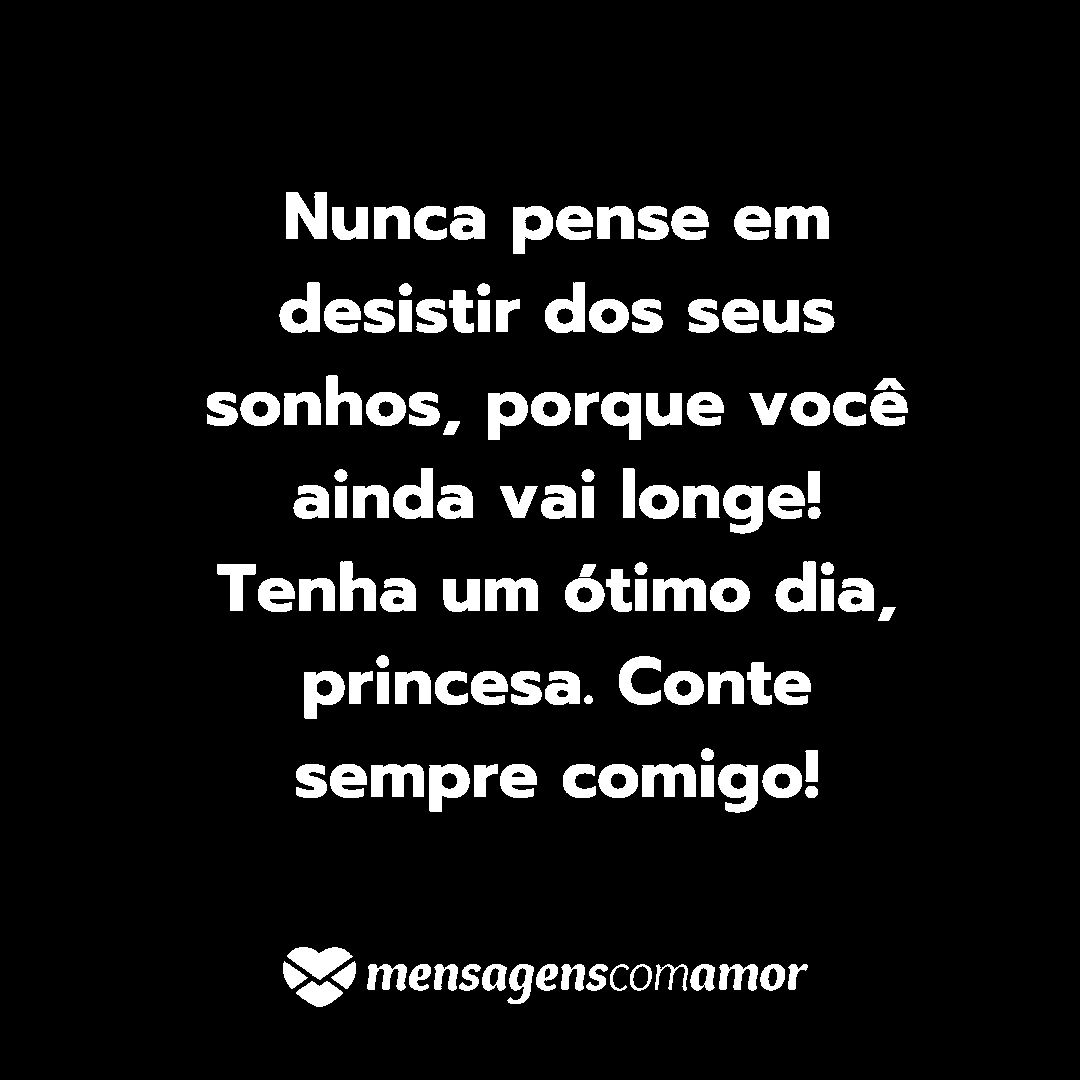 Nunca pense em
desistir dos seus
sonhos, porque você
ainda vai longe!
Tenha um ótimo dia,
princesa. Conte
sempre comigo!
mensagenscomamor